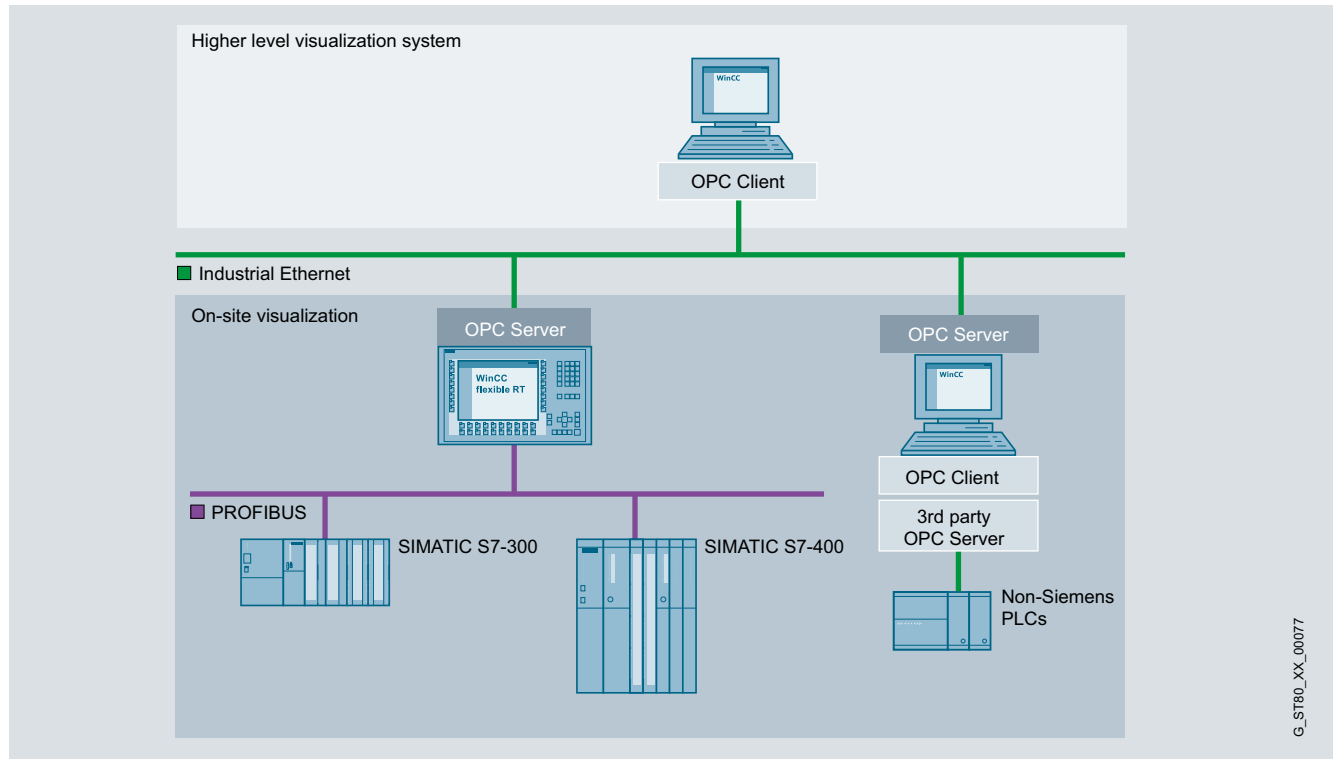 Higher level visualization system
WinCC
OPC Client
Industrial Ethernet
On-site visualization
OPC Server
WinCC
flexible RT
OPC Server
WinCC
OPC Client
3rd party
OPC Server
PROFIBUS
SIMATIC S7-300
SIMATIC S7-400
Non-Siemens
PLCs
G_ST80_XX_00077